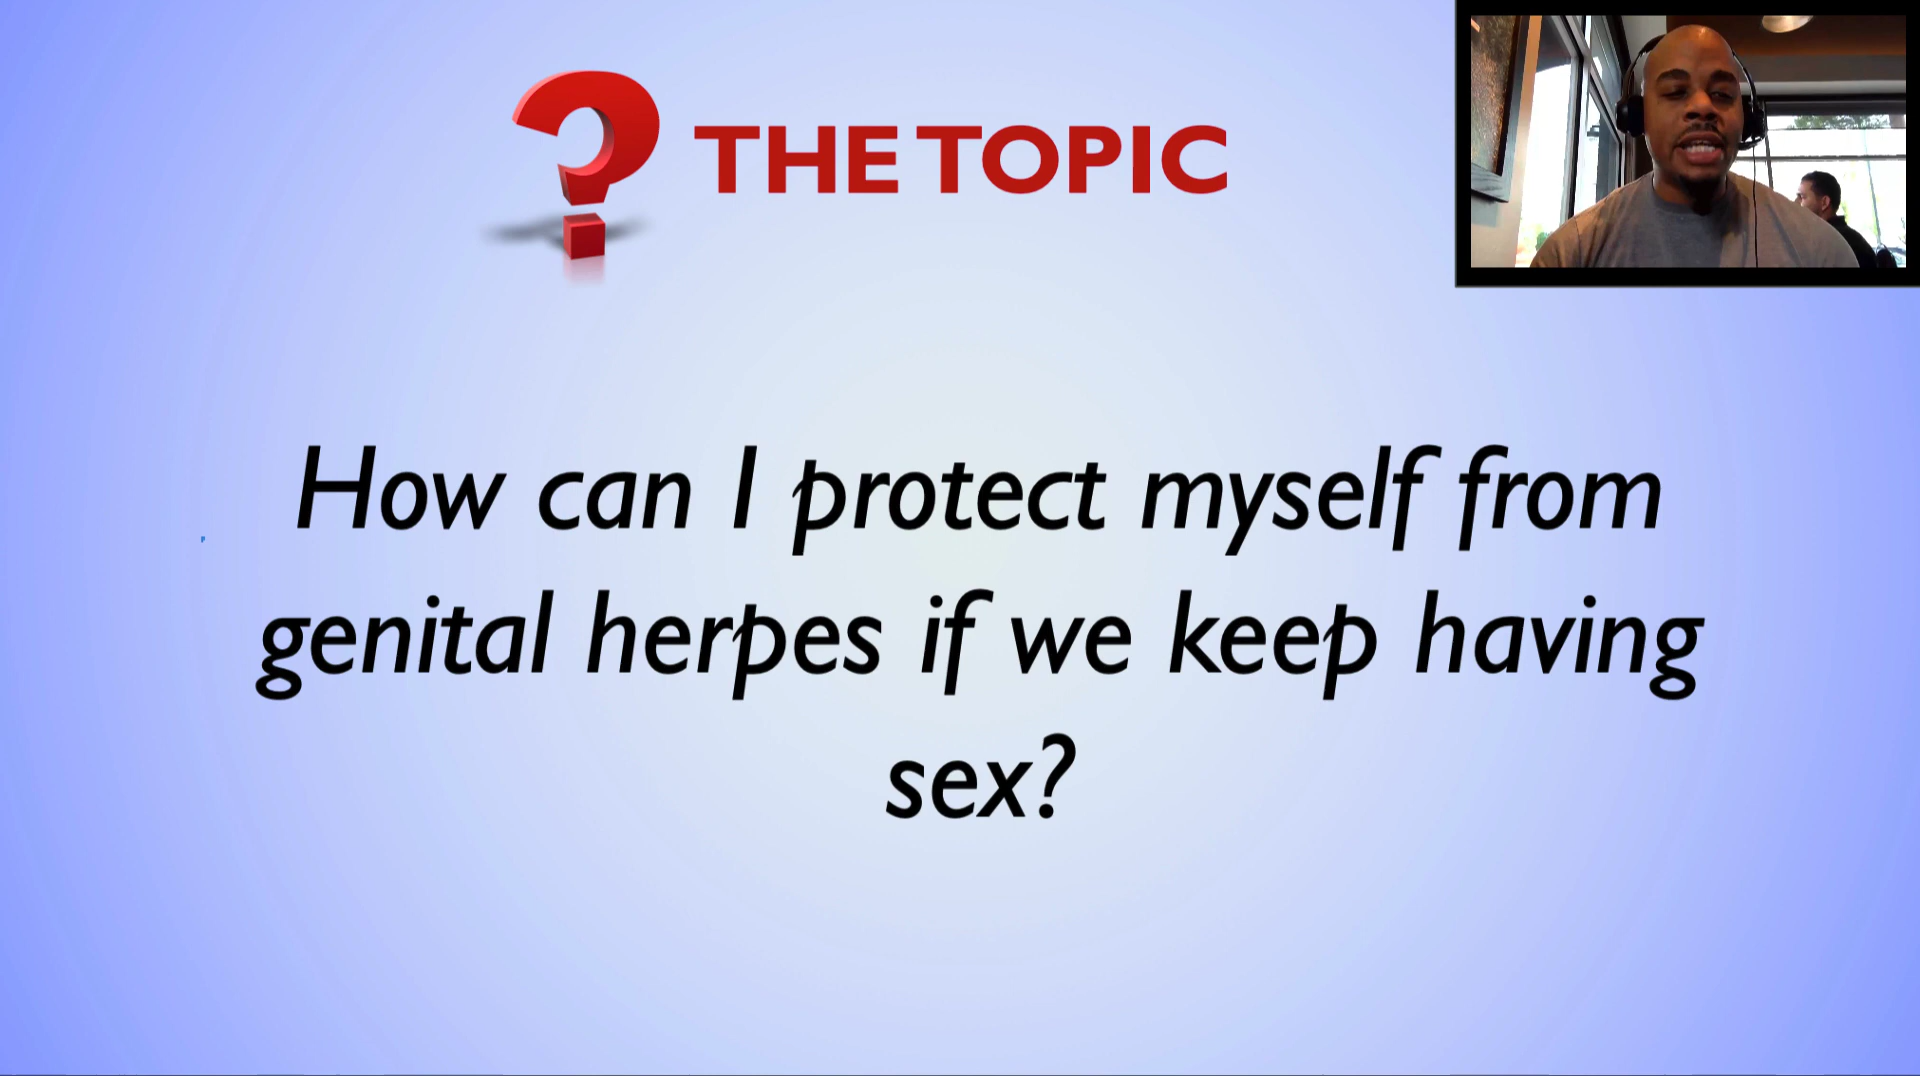 THE TOPIC
How can I protect myself from
genital herpes if we keep having
sex?